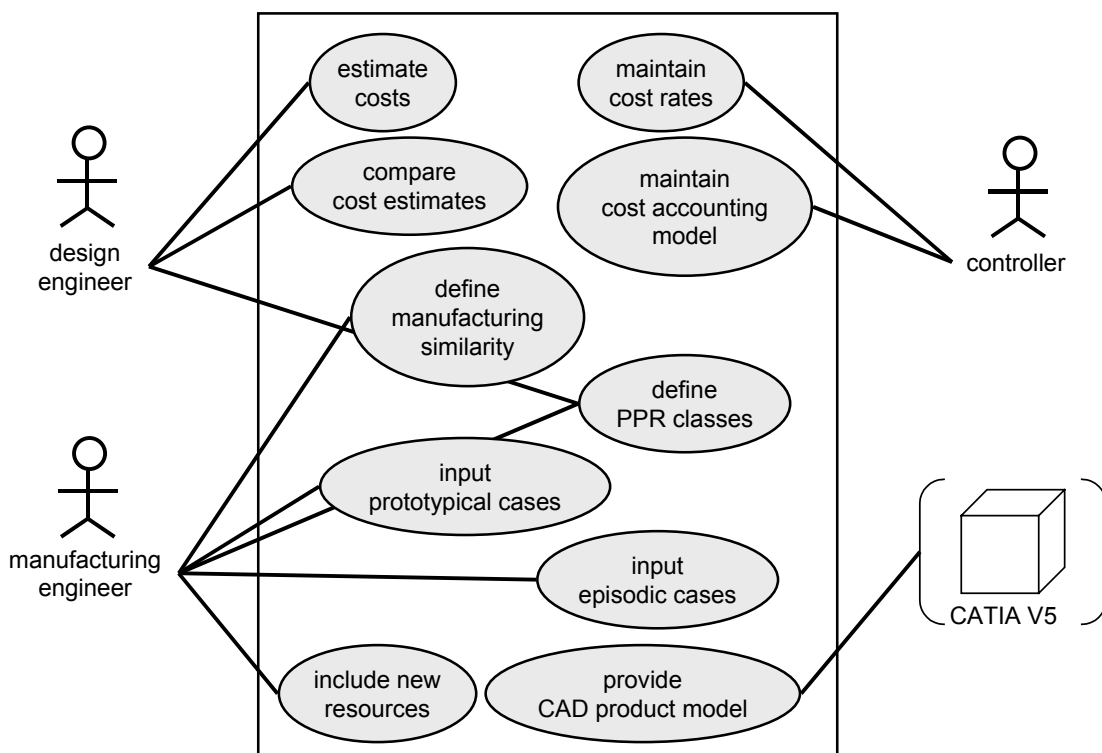 estimate
costs
maintain
cost rates
compare
cost estimates
maintain
cost accounting
model
design
engineer
controller
define
manufacturing
similarity
define
PPR classes
input
prototypical cases
manufacturing
engineer
input
episodic cases
CATIA V5
include new
resources
provide
CAD product model